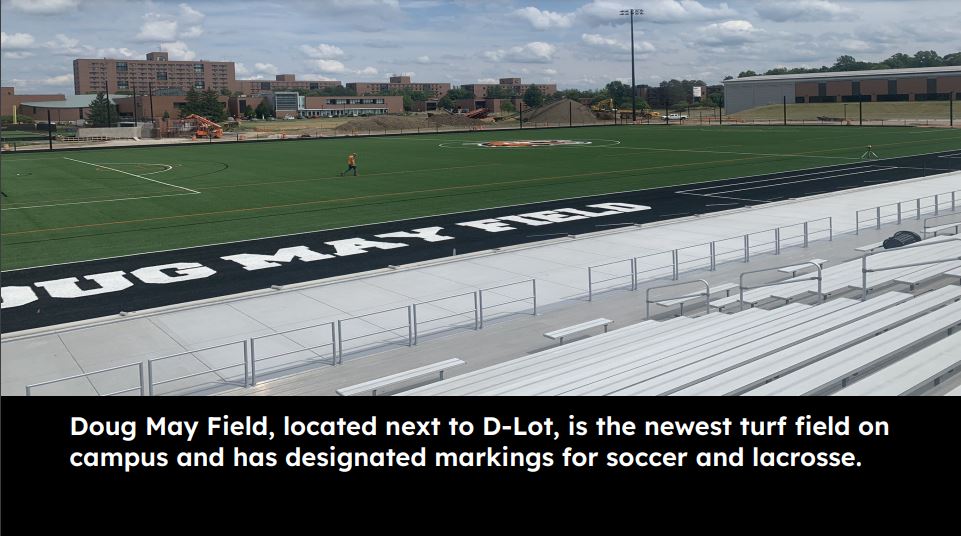 DOUG MAY FIELD
Doug May Field, located next to D-Lot, is the newest turf field on
campus and has designated markings for soccer and lacrosse.